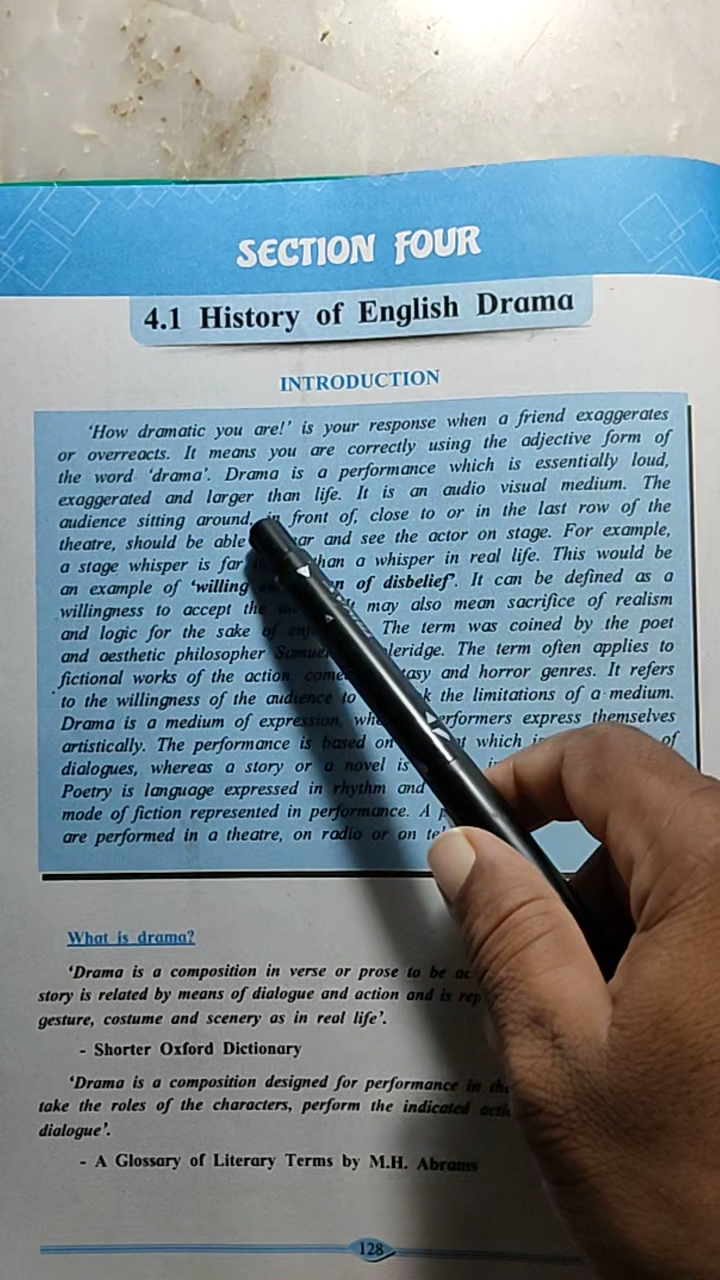 SECTION FOUR
4.1 History of English Drama
INTRODUCTION
'How dramatic you are!' is your response when a friend exaggerates
or overreacts. It means you are correctly using the adjective form of
the word 'drama'. Drama is a performance which is essentially loud,
exaggerated and larger than life. It is an audio visual medium. The
audience sitting around, in front of, close to or in the last row of the
theatre, should be able and see the actor on stage. For example,
a stage whisper is far than a whisper in real life. This would be
an example of 'willing of disbelief'. It can be defined as a
willingness to accept the may also mean sacrifice of realism
and logic for the sake of The term was coined by the poet
and aesthetic philosopher Samuel
fictional works of the action, and horror genres. It refers
to the willingness of the audience to the limitations of a medium.
Drama is a medium of expression, performers express themselves
artistically. The performance is based on which is of
dialogues, whereas a story or a novel is
Poetry is language expressed in rhythm and
mode of fiction represented in performance. A
are performed in a theatre, on radio or on
What is drama?
'Drama is a composition in verse or prose to be
story is related by means of dialogue and action and is
gesture, costume and scenery as in real life'.
- Shorter Oxford Dictionary
'Drama is a composition designed for performance in
take the roles of the characters, perform the indicated
dialogue'.
- A Glossary of Literary Terms by M.H. Abrams
128